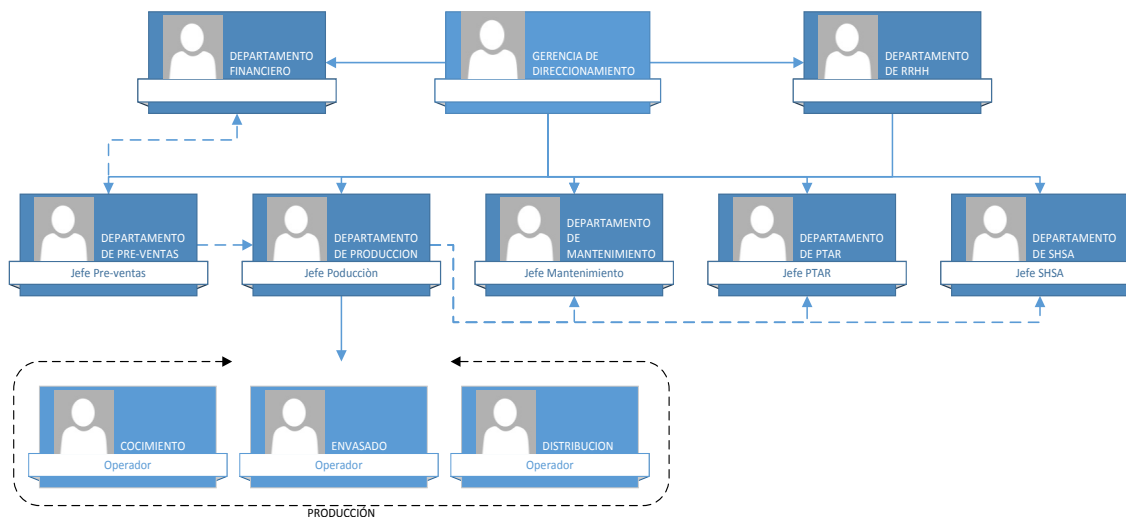 DEPARTAMENTO
FINANCIERO
GERENCIA DE
DIRECCIONAMIENTO
DEPARTAMENTO
DE RRHH
DEPARTAMENTO
DE PRE-VENTAS
Jefe Pre-ventas
DEPARTAMENTO
DE PRODUCCION
Jefe Poducciòn
DEPARTAMENTO
DE
MANTENIMIENTO
Jefe Mantenimiento
DEPARTAMENTO
DE PTAR
Jefe PTAR
DEPARTAMENTO
DE SHSA
Jefe SHSA
COCIMIENTO
Operador
ENVASADO
Operador
DISTRIBUCION
Operador
PRODUCCIÓN